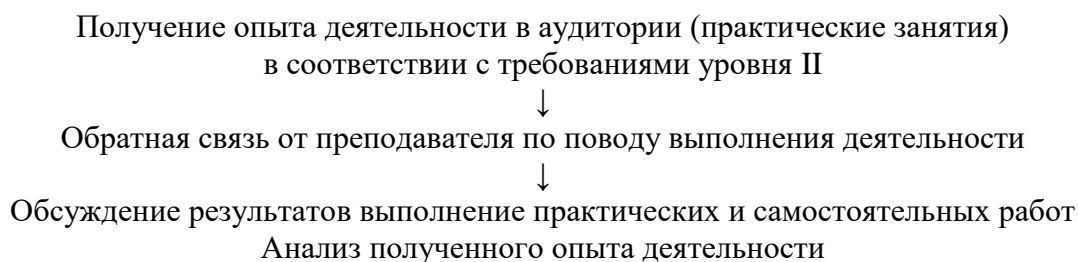 Получение опыта деятельности в аудитории (практические занятия)
в соответствии с требованиями уровня II
↓
Обратная связь от преподавателя по поводу выполнения деятельности
↓
Обсуждение результатов выполнение практических и самостоятельных работ
Анализ полученного опыта деятельности